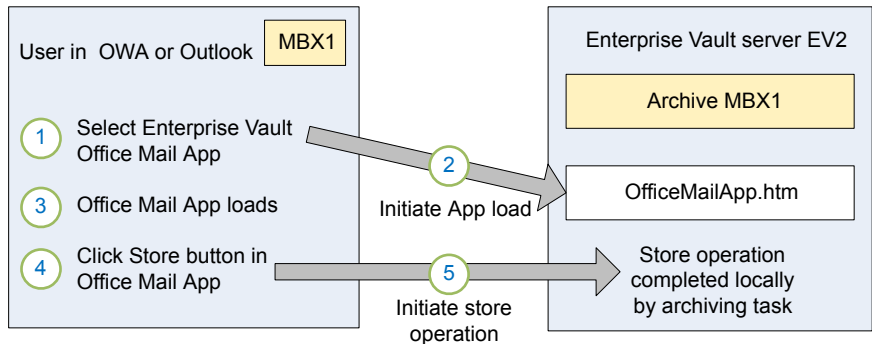 User in OWA or Outlook
MBX1
1
Select Enterprise Vault
Office Mail App
3
Office Mail App loads
4
Click Store button in
Office Mail App
2
Initiate App load
5
Initiate store
operation
Enterprise Vault server EV2
Archive MBX1
OfficeMailApp.htm
Store operation
completed locally
by archiving task